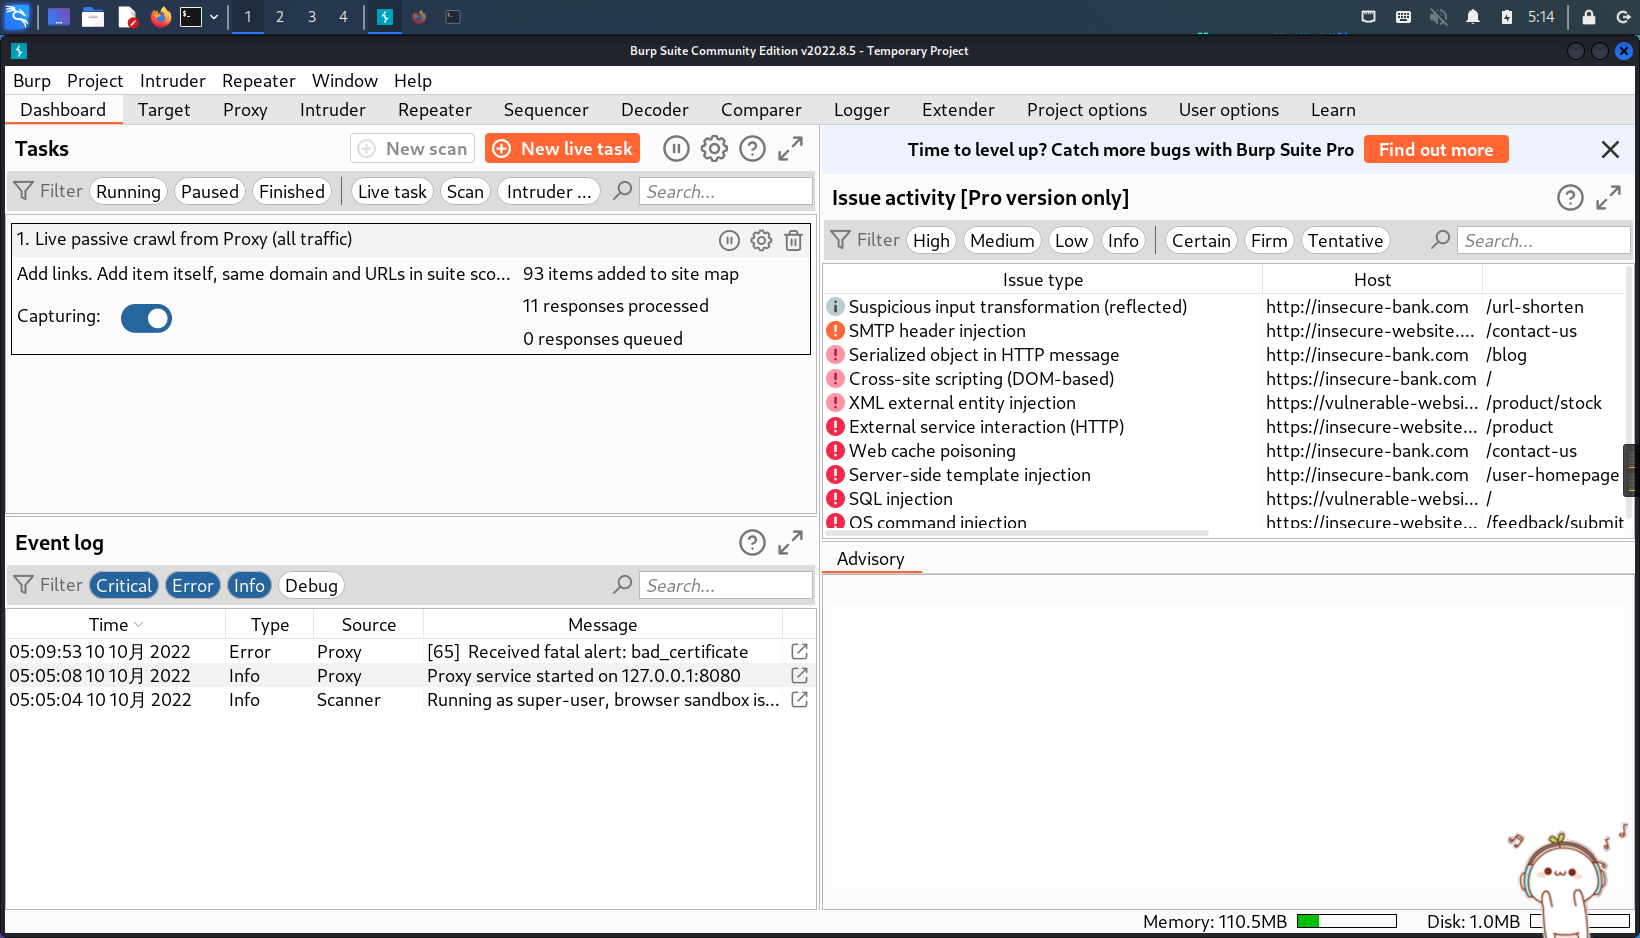 1 2 3 4 5:14
Burp Suite Community Edition v2022.8.5 - Temporary Project
Burp Project Intruder Repeater Window Help
Dashboard Target Proxy Intruder Repeater Sequencer Decoder Comparer Logger Extender Project options User options Learn
Tasks New scan New live task
Filter Running Paused Finished Live task Scan Intruder ... Search...
1. Live passive crawl from Proxy (all traffic)
Add links. Add item itself, same domain and URLs in suite sco... 93 items added to site map
Capturing: 11 responses processed
0 responses queued
Event log
Filter Critical Error Info Debug Search...
Time Type Source Message
05:09:53 10 10月 2022 Error Proxy [65] Received fatal alert: bad_certificate
05:05:08 10 10月 2022 Info Proxy Proxy service started on 127.0.0.1:8080
05:05:04 10 10月 2022 Info Scanner Running as super-user, browser sandbox is...
Time to level up? Catch more bugs with Burp Suite Pro Find out more
Issue activity [Pro version only]
Filter High Medium Low Info Certain Firm Tentative Search...
Issue type Host
Suspicious input transformation (reflected) http://insecure-bank.com /url-shorten
SMTP header injection http://insecure-website.... /contact-us
Serialized object in HTTP message http://insecure-bank.com /blog
Cross-site scripting (DOM-based) https://insecure-bank.com /
XML external entity injection https://vulnerable-websi... /product/stock
External service interaction (HTTP) https://insecure-website... /product
Web cache poisoning http://insecure-bank.com /contact-us
Server-side template injection http://insecure-bank.com /user-homepage
SQL injection https://vulnerable-websi... /
OS command injection https://insecure-website... /feedback/submit
Advisory
Memory: 110.5MB Disk: 1.0MB